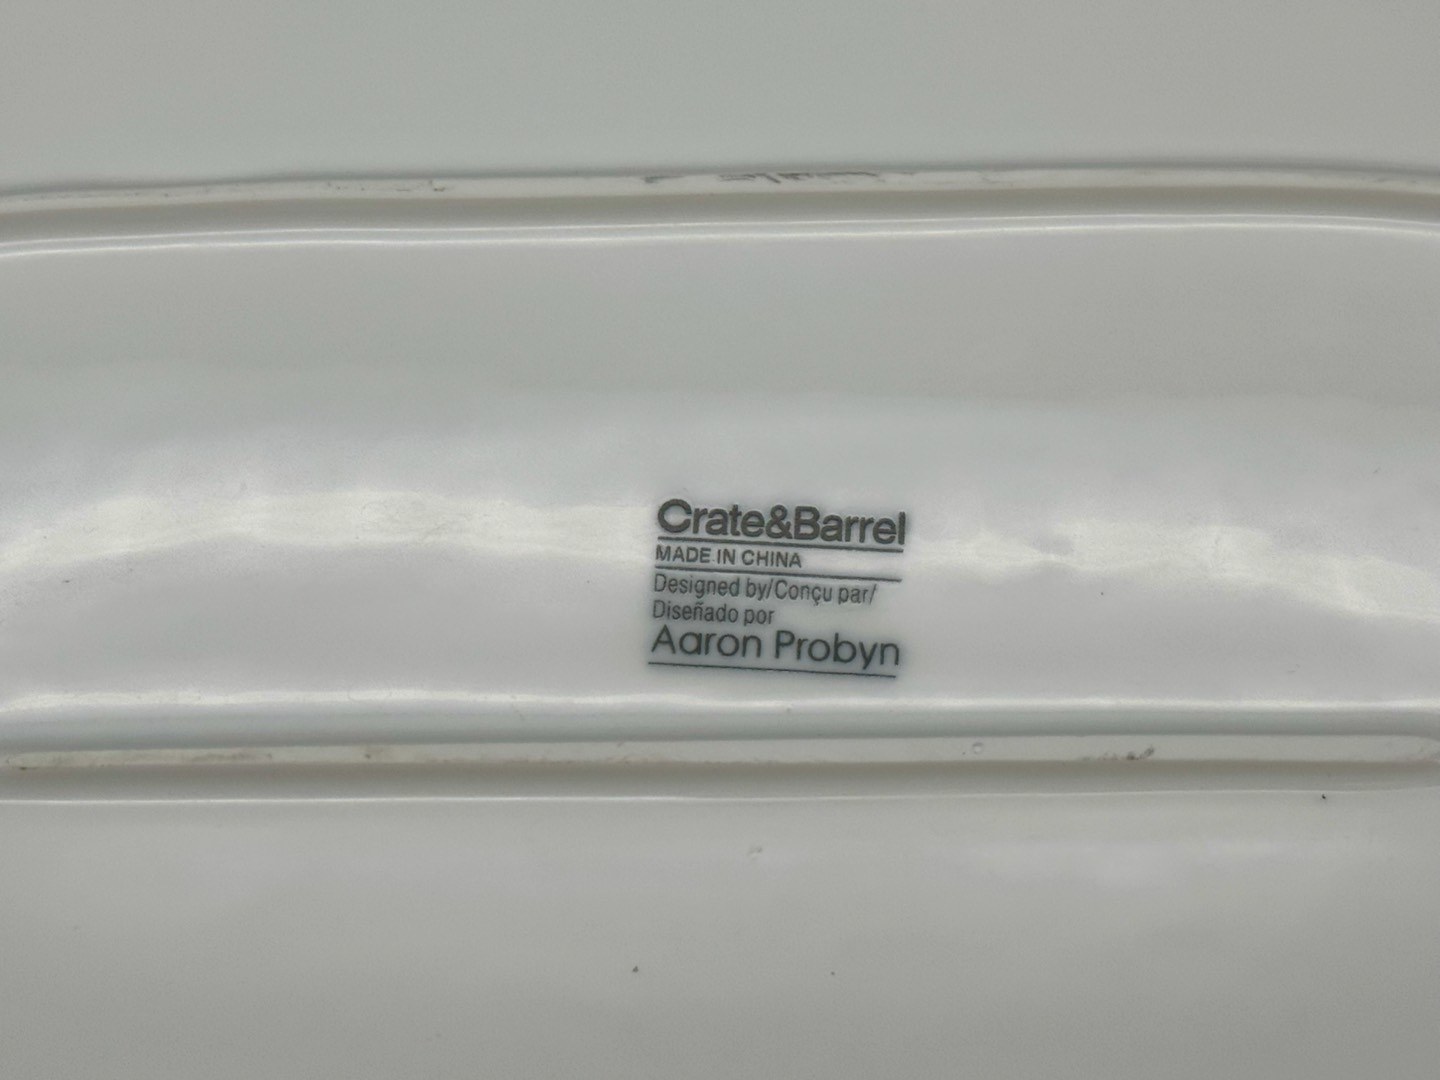 Crate&Barrel
MADE IN CHINA
Designed by/Conçu par/
Diseñado por
Aaron Probyn